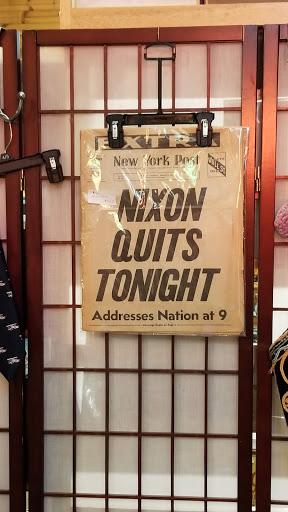 EXTRA
New York Post
NIXON
QUITS
TONIGHT
Addresses Nation at 9